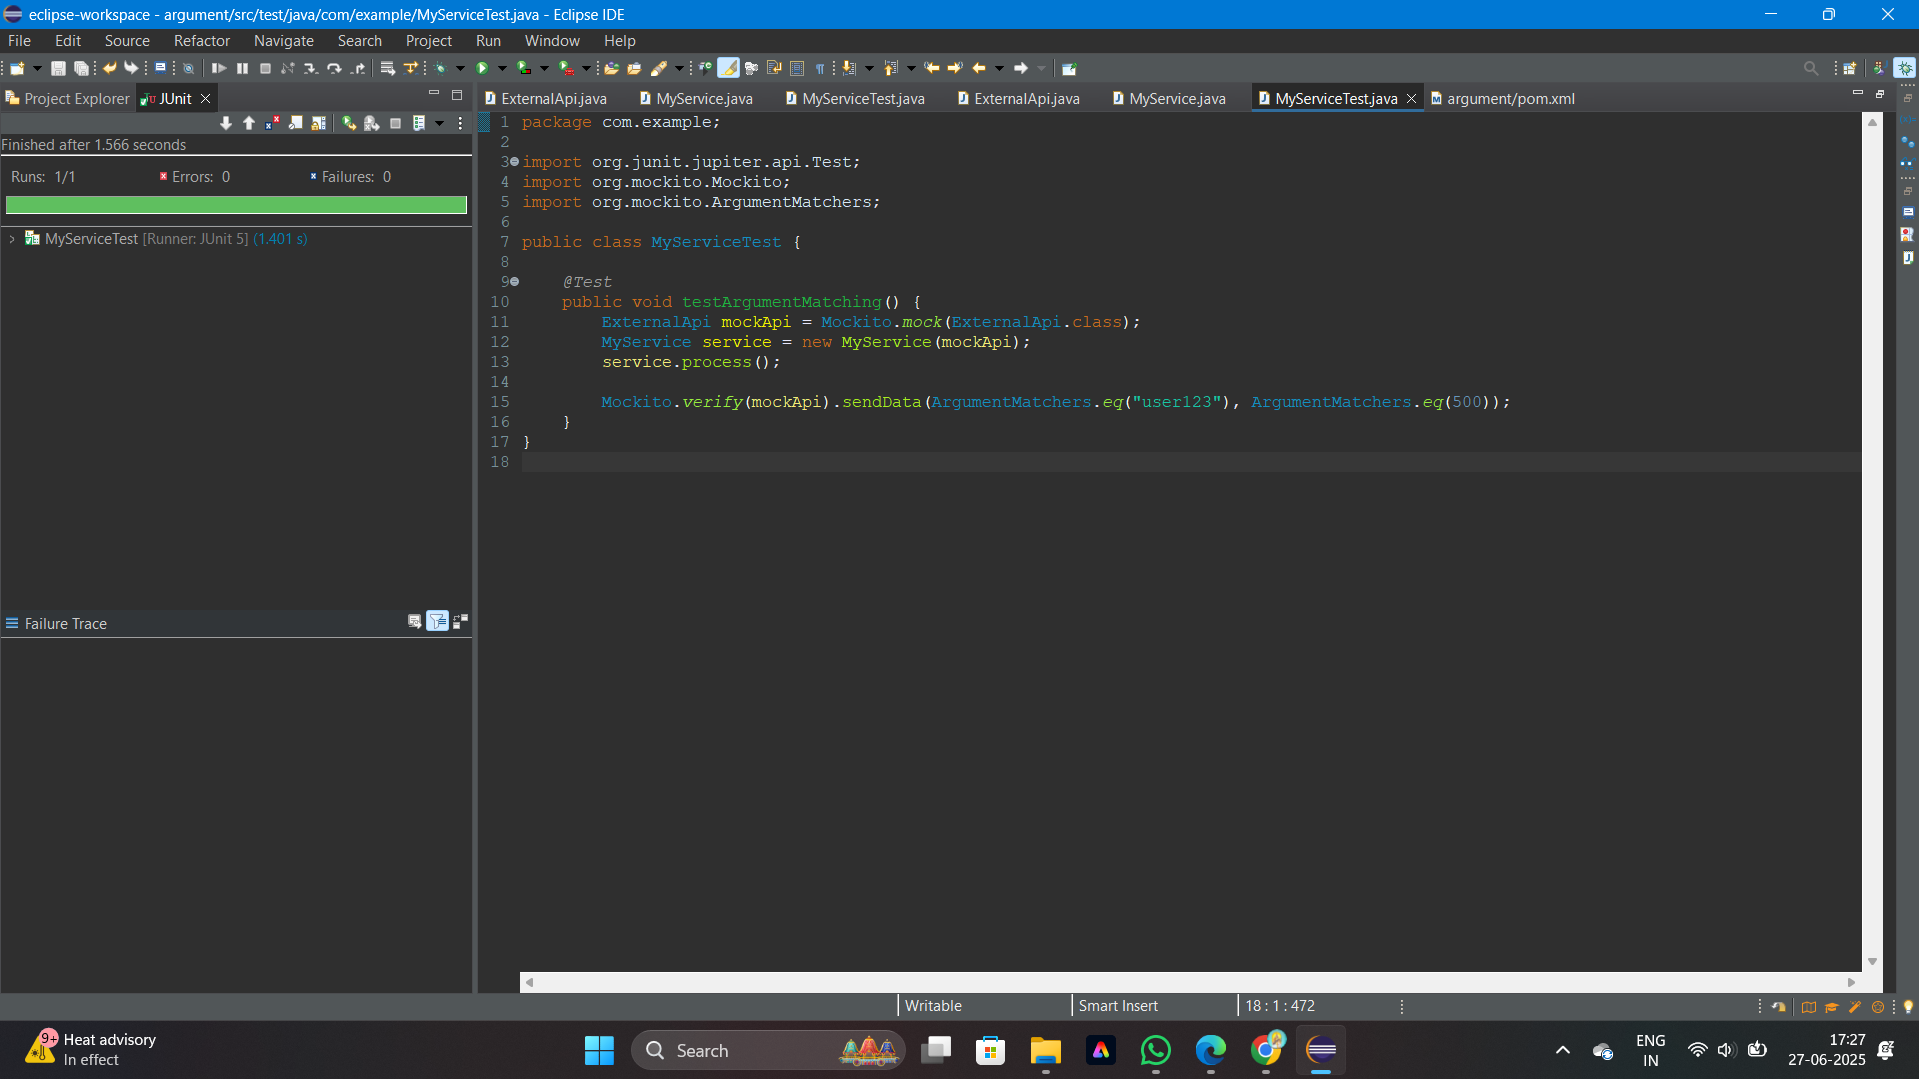 eclipse-workspace - argument/src/test/java/com/example/MyServiceTest.java - Eclipse IDE
File Edit Source Refactor Navigate Search Project Run Window Help
Project Explorer JUnit
ExternalApi.java MyService.java MyServiceTest.java ExternalApi.java MyService.java MyServiceTest.java argument/pom.xml
Finished after 1.566 seconds
Runs: 1/1 Errors: 0 Failures: 0
MyServiceTest [Runner: JUnit 5] (1.401 s)
Failure Trace
1 package com.example;
2
3 import org.junit.jupiter.api.Test;
4 import org.mockito.Mockito;
5 import org.mockito.ArgumentMatchers;
6
7 public class MyServiceTest {
8
9 @Test
10 public void testArgumentMatching() {
11 ExternalApi mockApi = Mockito.mock(ExternalApi.class);
12 MyService service = new MyService(mockApi);
13 service.process();
14
15 Mockito.verify(mockApi).sendData(ArgumentMatchers.eq("user123"), ArgumentMatchers.eq(500));
16 }
17 }
18
Writable Smart Insert 18 : 1 : 472
9+ Heat advisory
In effect
Search
ENG
IN
17:27
27-06-2025